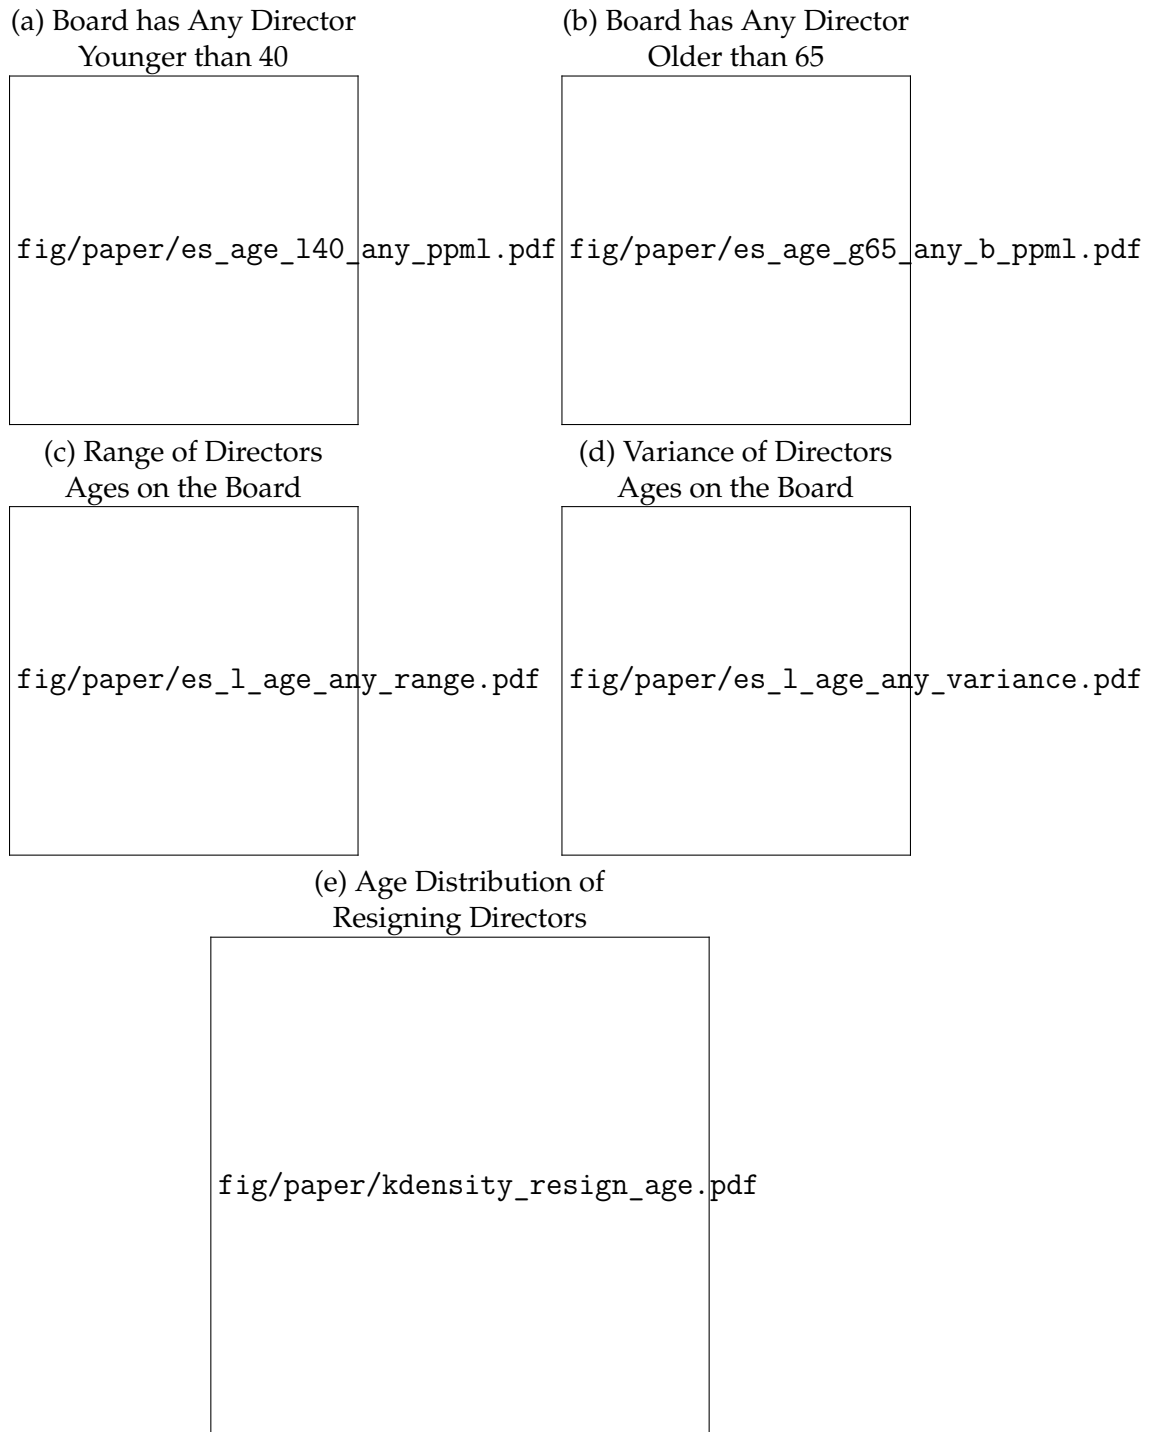 (a) Board has Any Director
Younger than 40
fig/paper/es_age_l40_any_ppml.pdf
(b) Board has Any Director
Older than 65
fig/paper/es_age_g65_any_b_ppml.pdf
(c) Range of Directors
Ages on the Board
fig/paper/es_l_age_any_range.pdf
(d) Variance of Directors
Ages on the Board
fig/paper/es_l_age_any_variance.pdf
(e) Age Distribution of
Resigning Directors
fig/paper/kdensity_resign_age.pdf